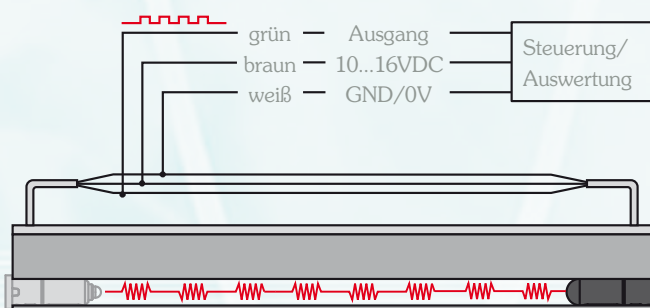 grün – Ausgang
braun – 10...16VDC
weiß – GND/0V
Steuerung/
Auswertung